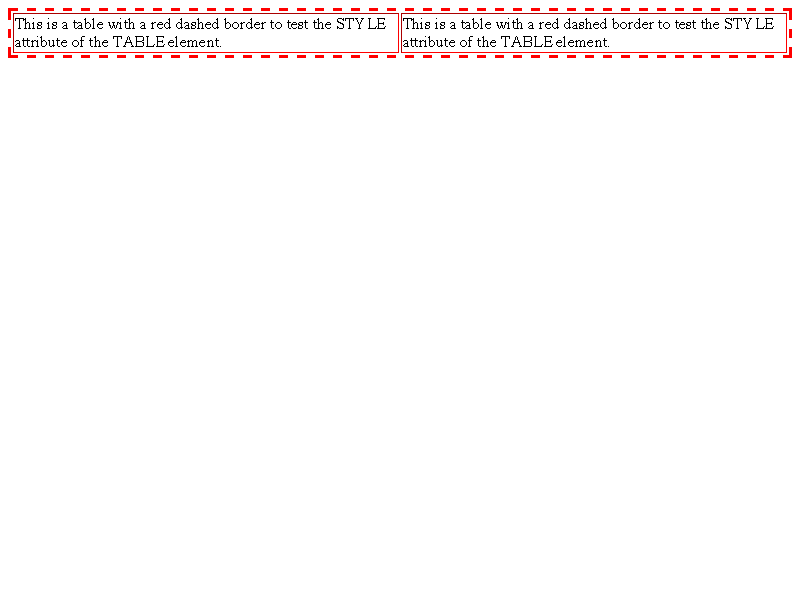 This is a table with a red dashed border to test the STYLE
attribute of the TABLE element.
This is a table with a red dashed border to test the STYLE
attribute of the TABLE element.